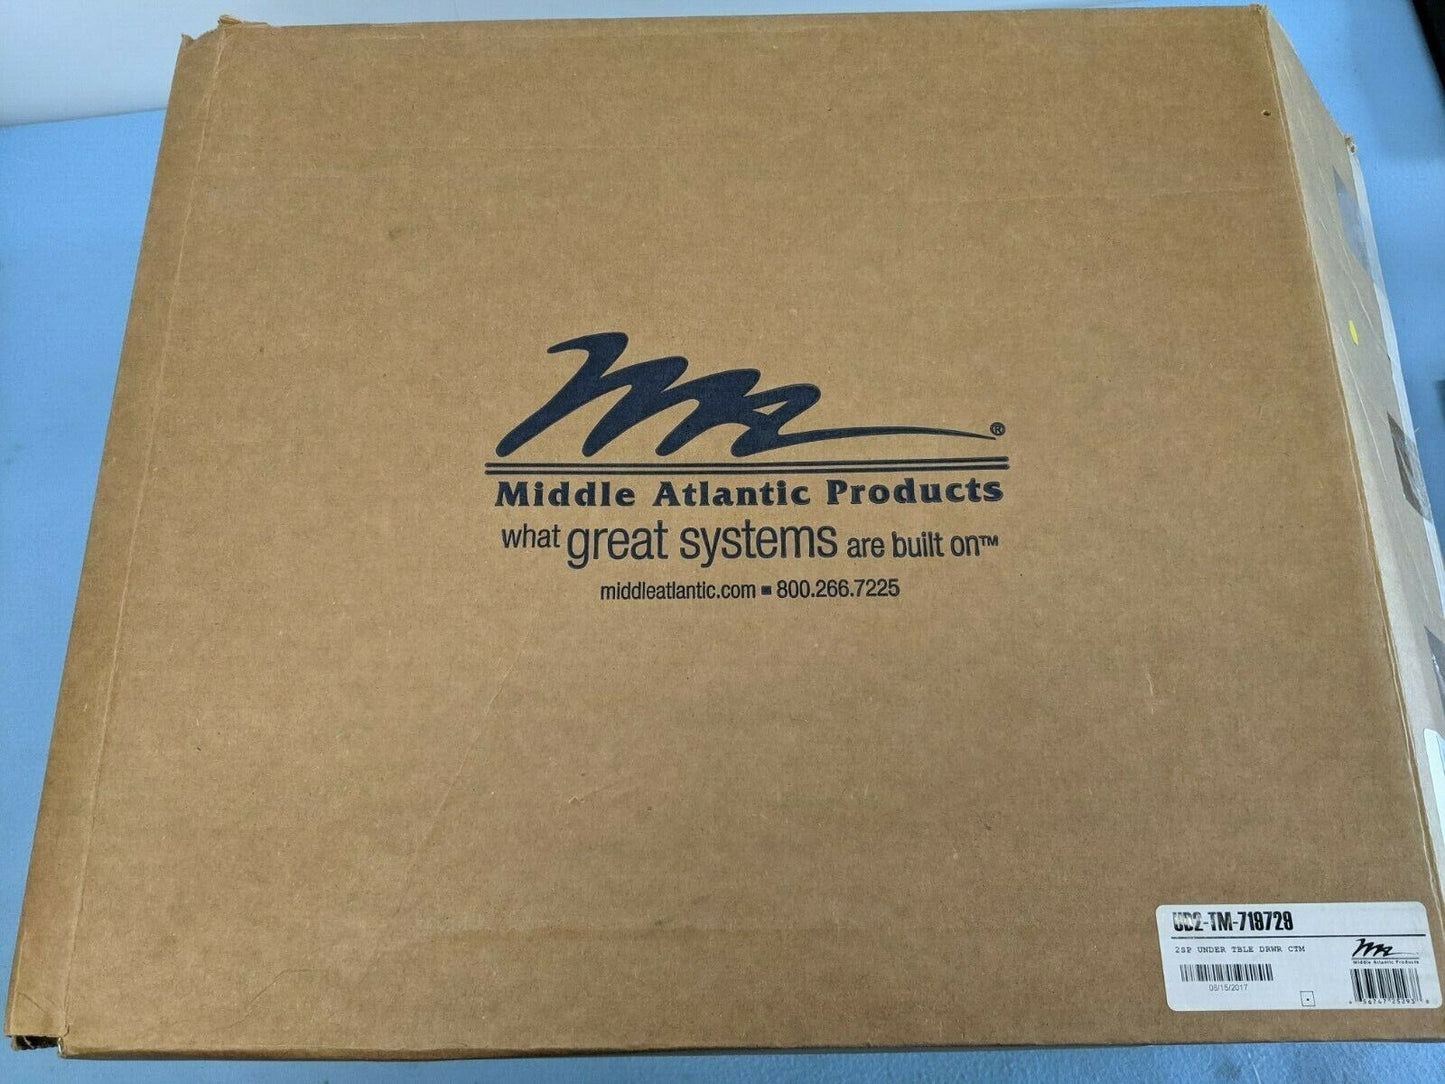 ®
Middle Atlantic Products
what great systems are built on™
middleatlantic.com ▪ 800.266.7225
UD2-TM-719729
2SP UNDER TBLE DRWR CTM
Middle Atlantic Products
08/15/2017